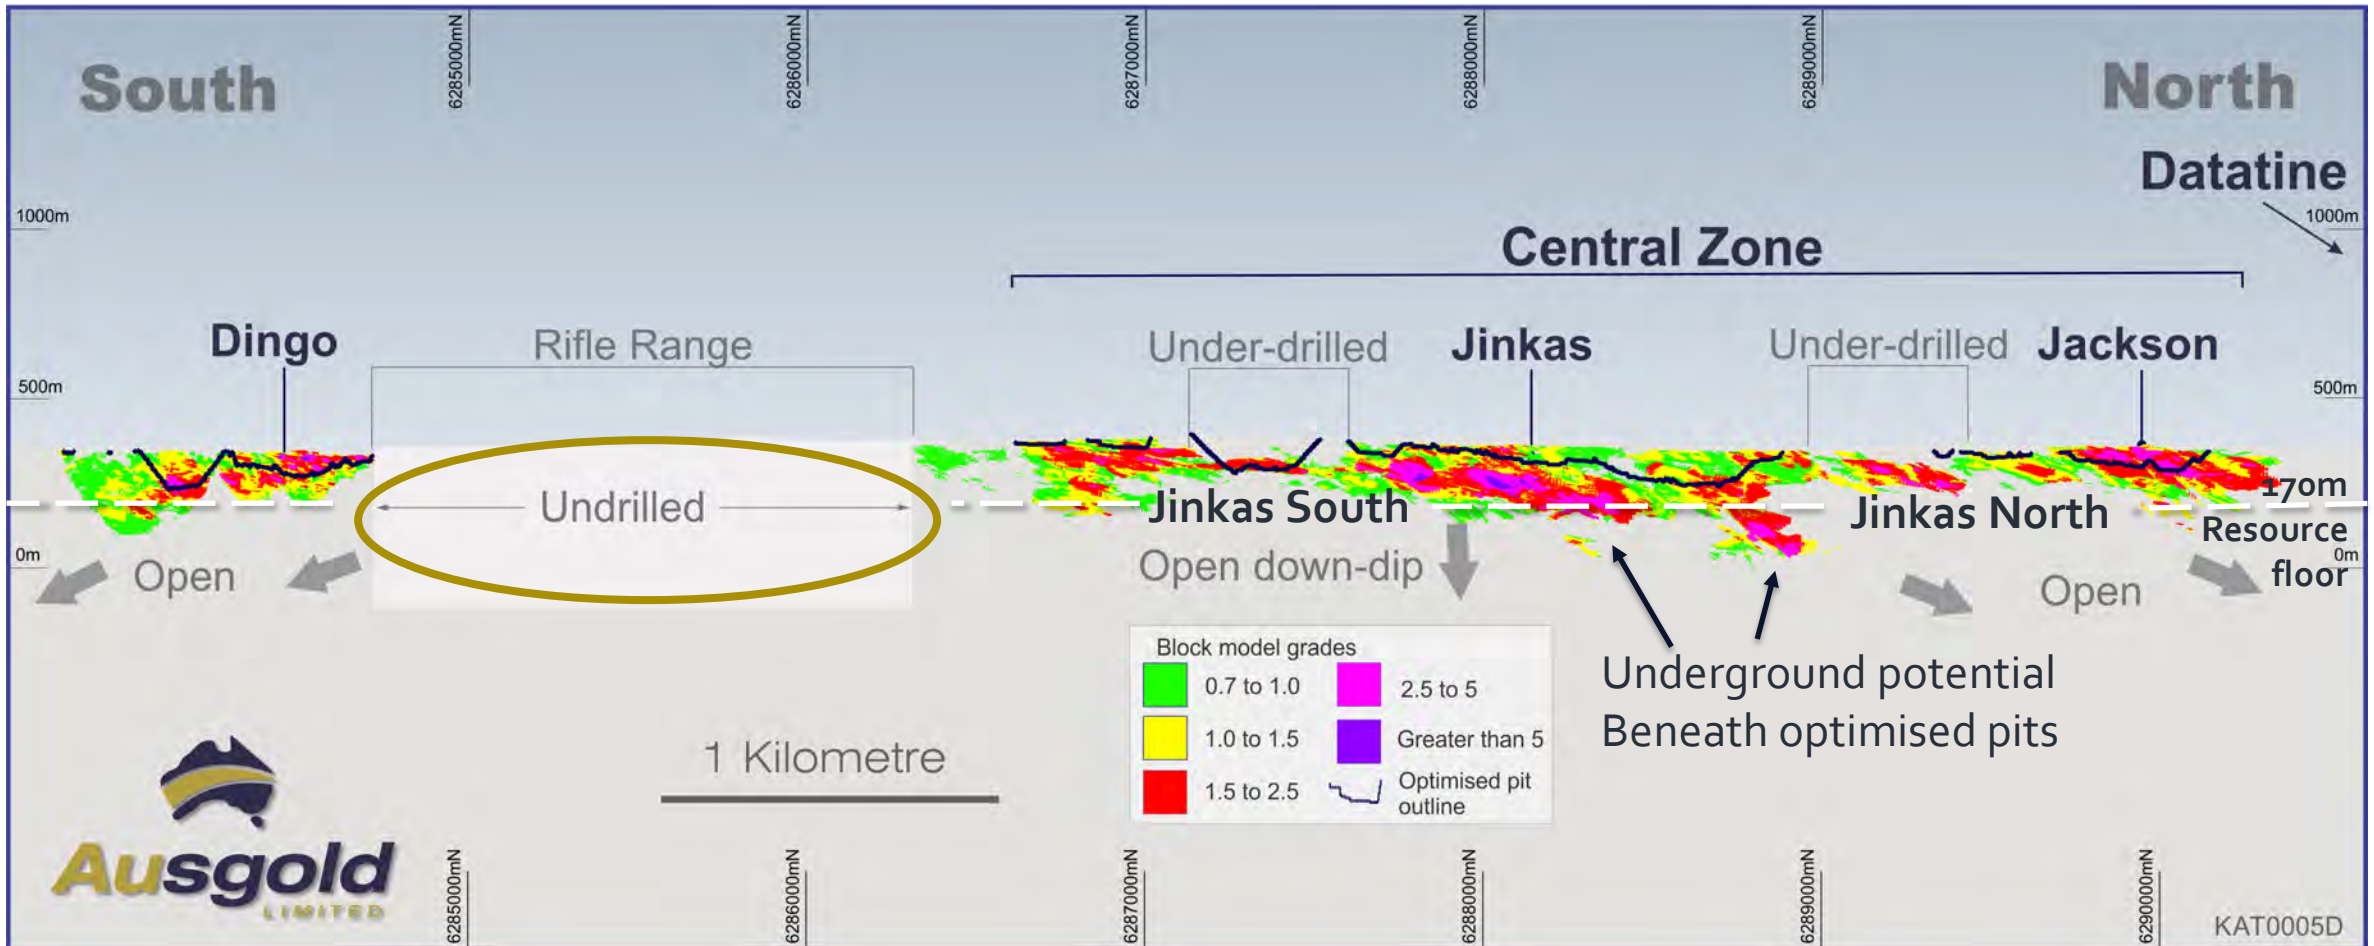 6285000mN
6286000mN
6287000mN
6288000mN
6289000mN
South
North
Datatine
1000m
1000m
Central Zone
Dingo
Rifle Range
Under-drilled
Jinkas
Under-drilled
Jackson
500m
500m
Undrilled
Jinkas South
Jinkas North
170m
Resource
floor
0m
0m
Open
Open down-dip
Open
Block model grades
0.7 to 1.0
2.5 to 5
1.0 to 1.5
Greater than 5
1.5 to 2.5
Optimised pit
outline
Underground potential
Beneath optimised pits
1 Kilometre
Ausgold
LIMITED
6285000mN
6286000mN
6287000mN
6288000mN
6289000mN
6290000mN
KAT0005D